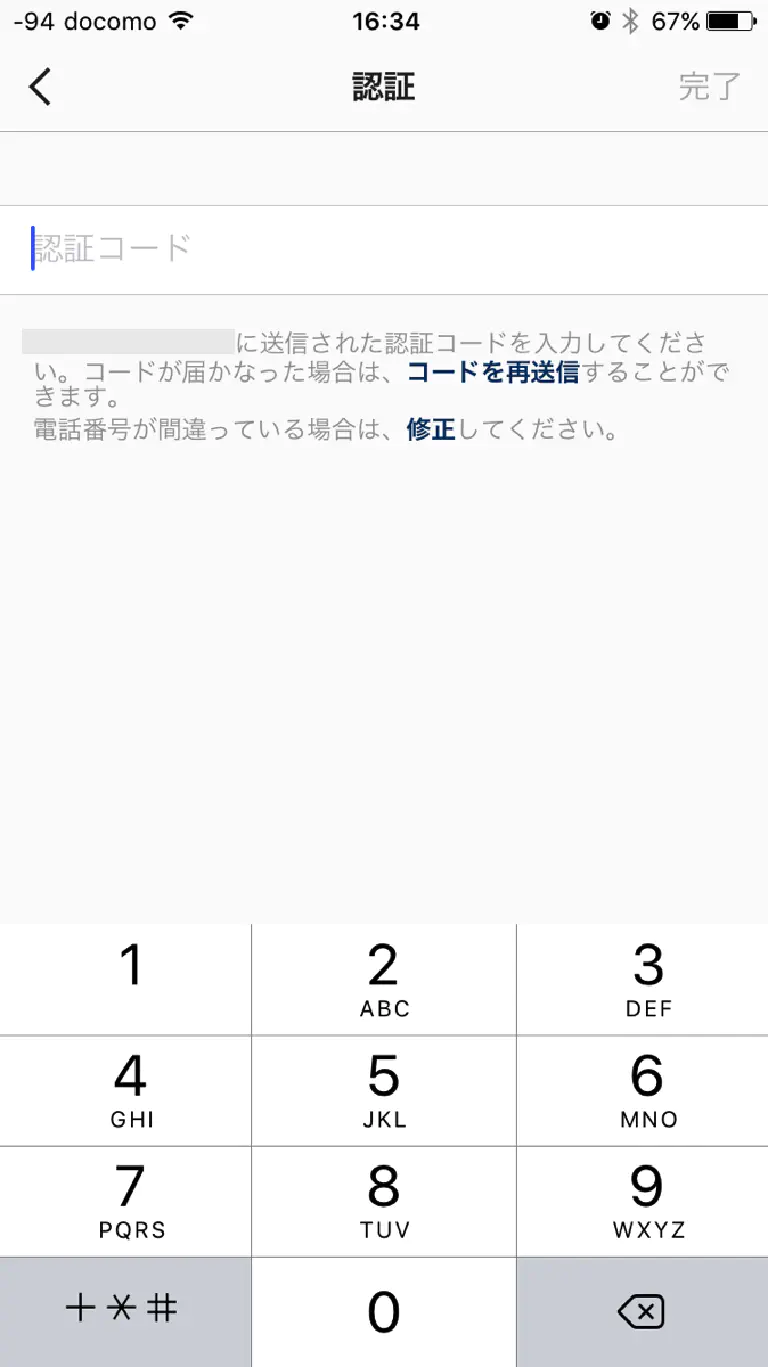 -94 docomo 16:34 67%
認証 完了
認証コード
に送信された認証コードを入力してくださ
い。コードが届かなった場合は、コードを再送信することがで
きます。
電話番号が間違っている場合は、修正してください。
1 2 3
ABC DEF
4 5 6
GHI JKL MNO
7 8 9
PQRS TUV WXYZ
+*# 0